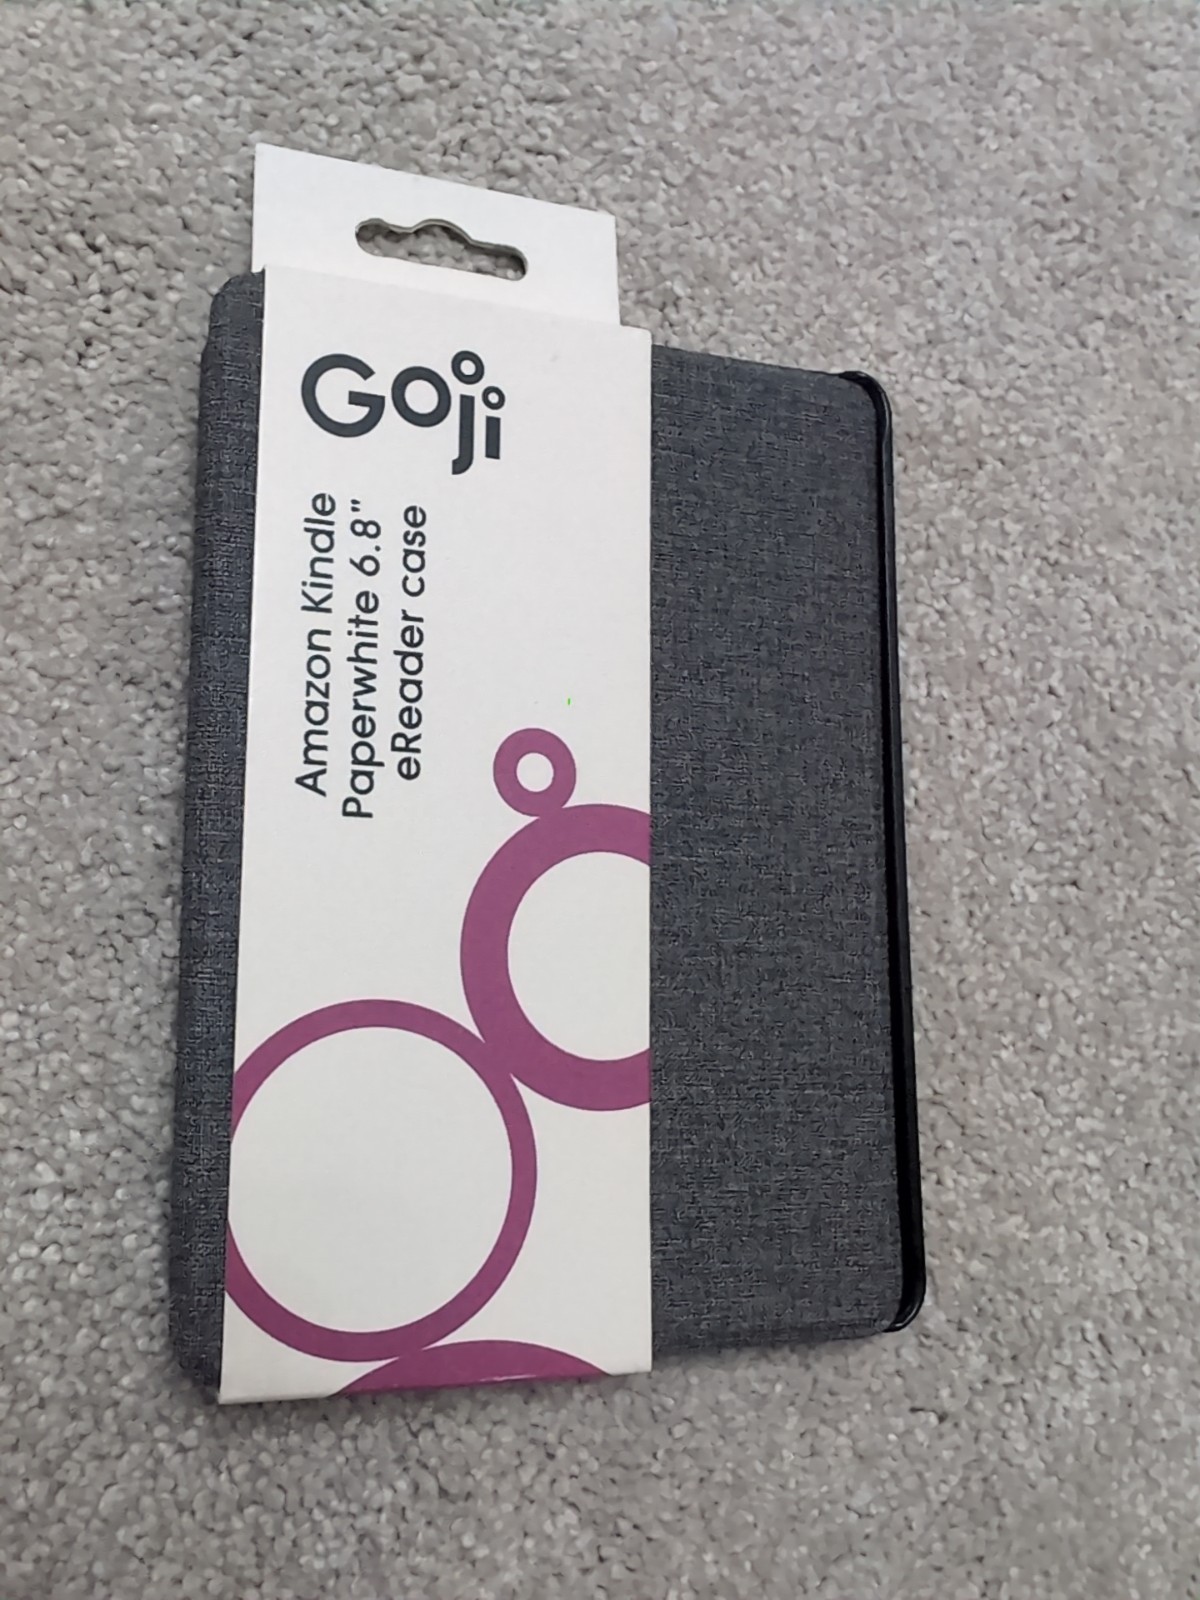 Goji
Amazon Kindle
Paperwhite 6.8"
eReader case